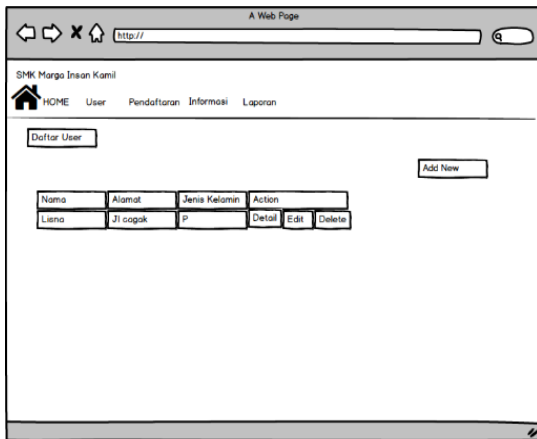 A Web Page
http://
SMK Marga Insan Kamil
HOME User Pendaftaran Informasi Laporan
Daftar User
Add New
Nama Alamat Jenis Kelamin Action
Lisna Jl cagak P Detail Edit Delete